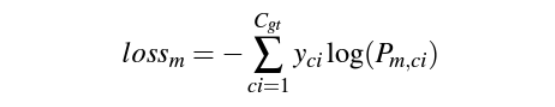 loss_m = − \sum_{ci=1}^{C_{gt}} y_{ci} log(P_{m,ci})